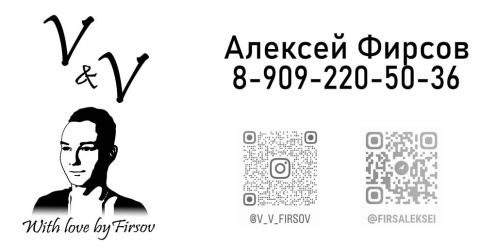 V
&
V
With love by Firsov
Алексей Фирсов
8-909-220-50-36
@V_V_FIRSOV
@FIRSALEKSEI